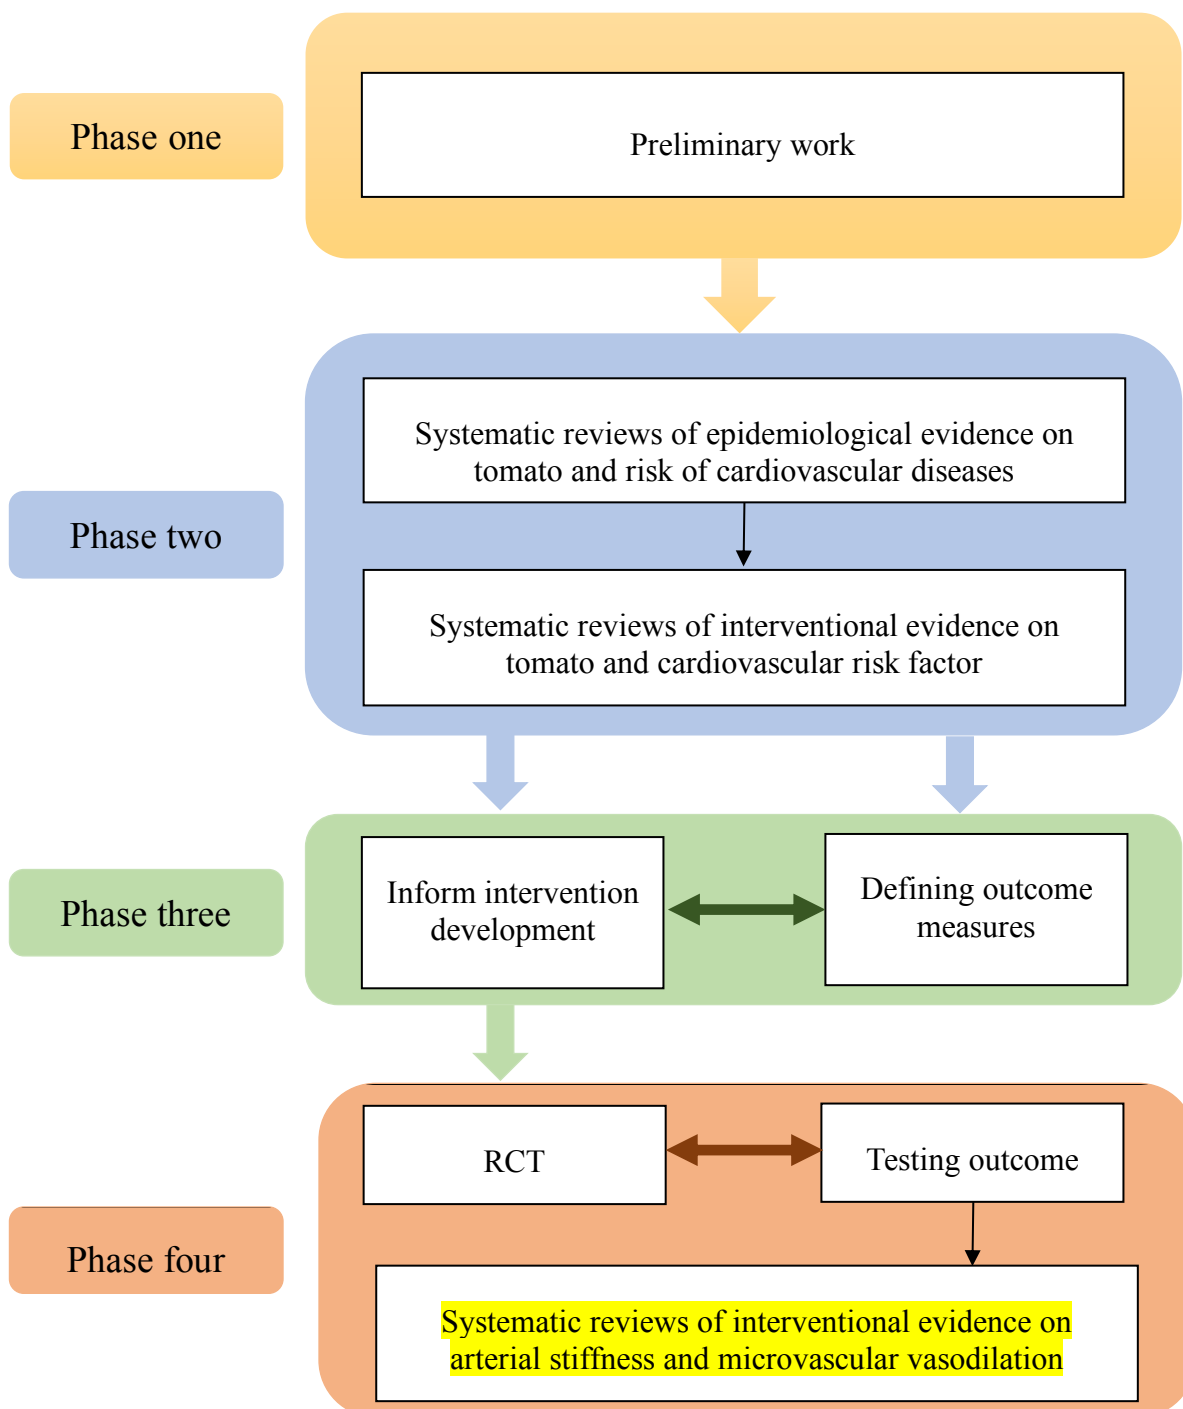 Phase one
Preliminary work
Phase two
Systematic reviews of epidemiological evidence on
tomato and risk of cardiovascular diseases
Systematic reviews of interventional evidence on
tomato and cardiovascular risk factor
Phase three
Inform intervention
development
Defining outcome
measures
Phase four
RCT
Testing outcome
Systematic reviews of interventional evidence on
arterial stiffness and microvascular vasodilation